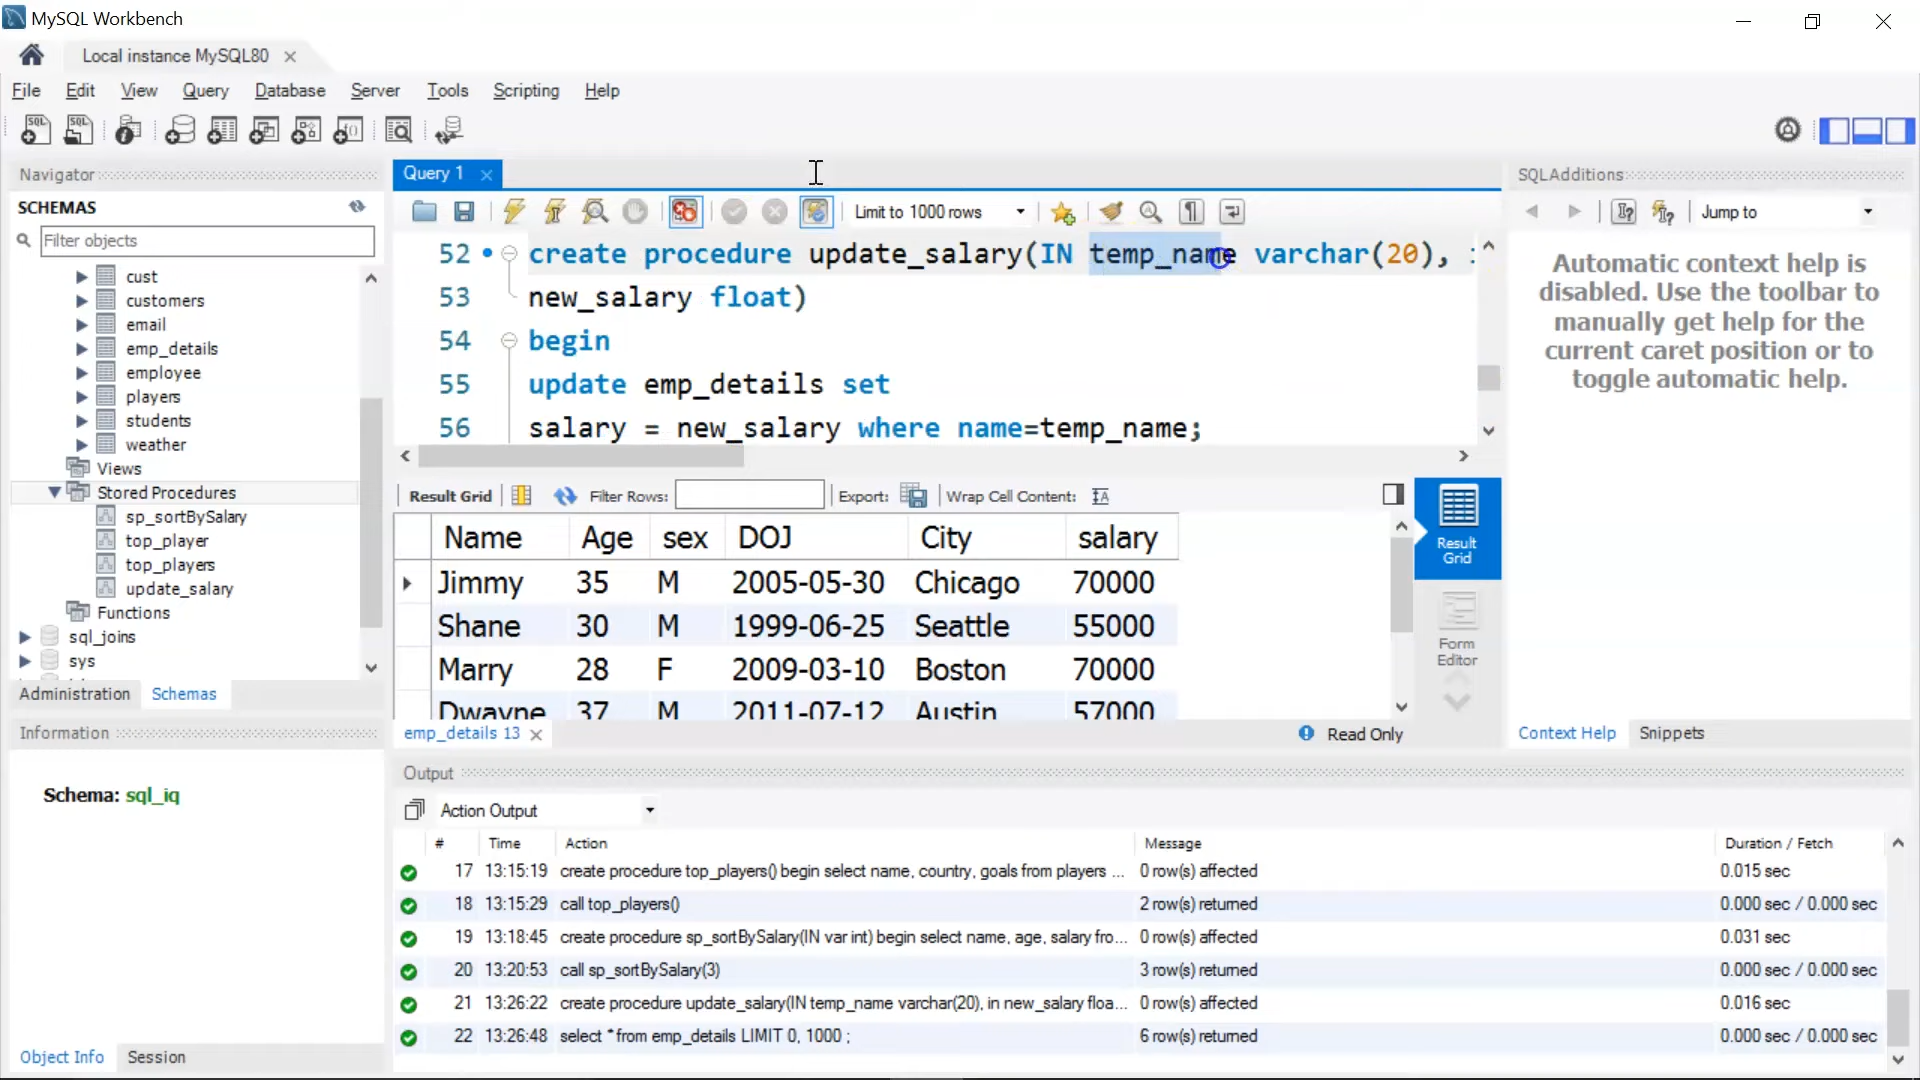 MySQL Workbench
Local instance MySQL80
File Edit View Query Database Server Tools Scripting Help
Navigator
SCHEMAS
Filter objects
cust
customers
email
emp_details
employee
players
students
weather
Views
Stored Procedures
sp_sortBySalary
top_player
top_players
update_salary
Functions
sql_joins
sys
Administration Schemas
Information
Schema: sql_iq
Object Info Session
Query 1
Limit to 1000 rows
52 create procedure update_salary(IN temp_name varchar(20),
53 new_salary float)
54 begin
55 update emp_details set
56 salary = new_salary where name=temp_name;
Result Grid Filter Rows: Export: Wrap Cell Content:
Name Age sex DOJ City salary
Jimmy 35 M 2005-05-30 Chicago 70000
Shane 30 M 1999-06-25 Seattle 55000
Marry 28 F 2009-03-10 Boston 70000
Dwayne 37 M 2011-07-12 Austin 57000
Result Grid
Form Editor
emp_details 13
Read Only
Output
Action Output
# Time Action Message Duration / Fetch
17 13:15:19 create procedure top_players() begin select name, country, goals from players ... 0 row(s) affected 0.015 sec
18 13:15:29 call top_players() 2 row(s) returned 0.000 sec / 0.000 sec
19 13:18:45 create procedure sp_sortBySalary(IN var int) begin select name, age, salary fro... 0 row(s) affected 0.031 sec
20 13:20:53 call sp_sortBySalary(3) 3 row(s) returned 0.000 sec / 0.000 sec
21 13:26:22 create procedure update_salary(IN temp_name varchar(20), in new_salary floa... 0 row(s) affected 0.016 sec
22 13:26:48 select * from emp_details LIMIT 0, 1000 ; 6 row(s) returned 0.000 sec / 0.000 sec
SQLAdditions
Jump to
Automatic context help is
disabled. Use the toolbar to
manually get help for the
current caret position or to
toggle automatic help.
Context Help Snippets